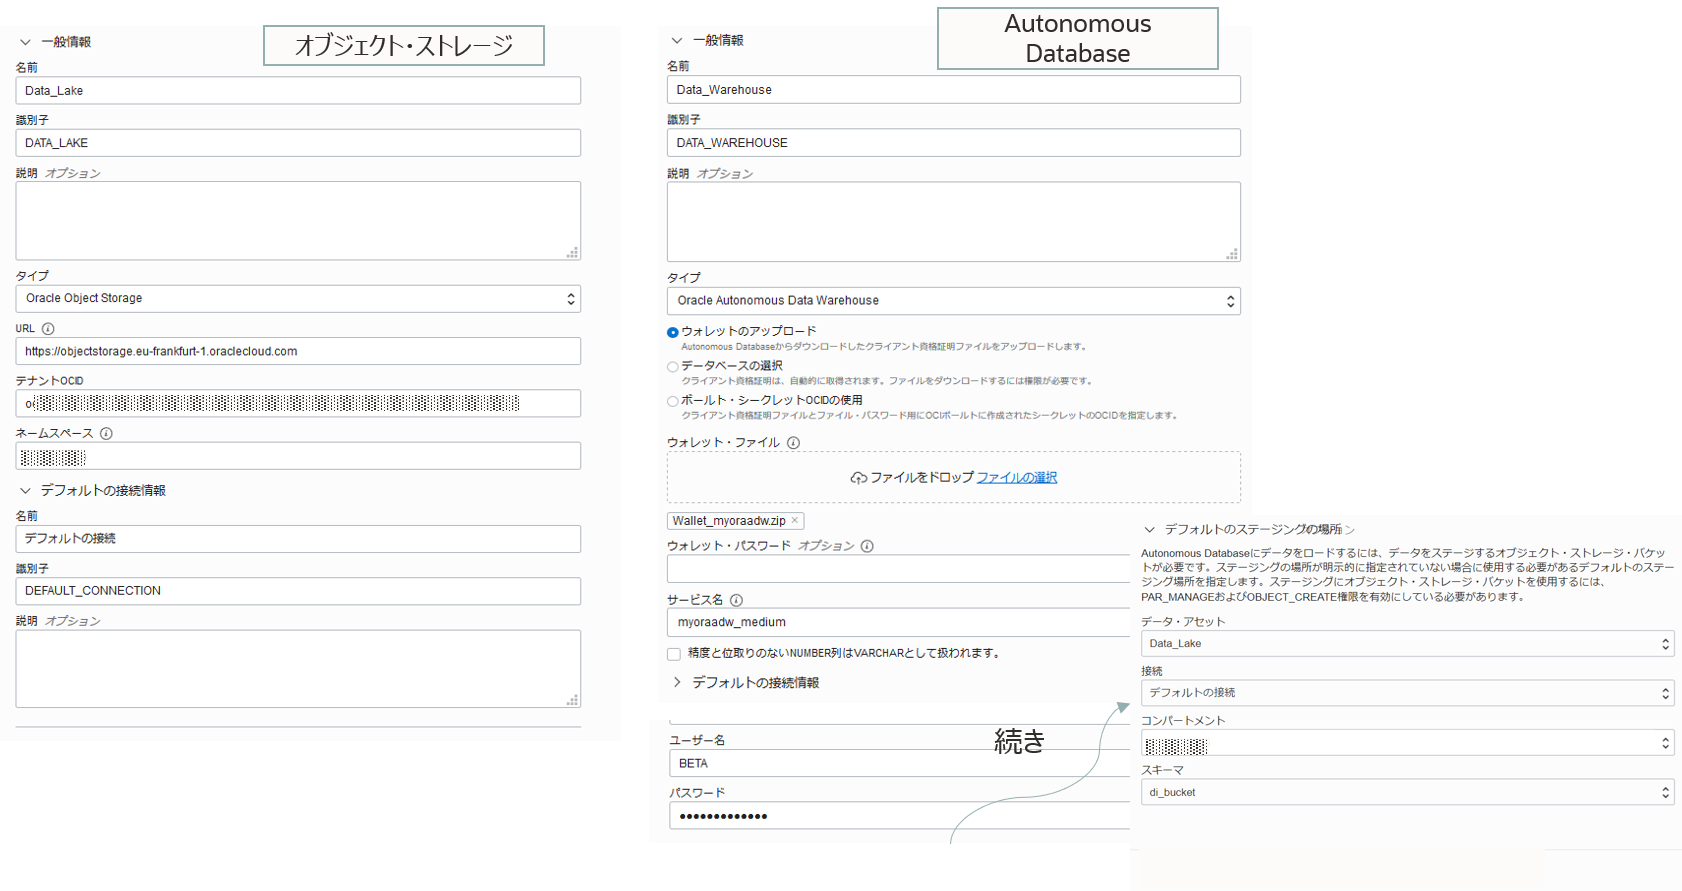 オブジェクト・ストレージ
一般情報
名前
Data_Lake
識別子
DATA_LAKE
説明 オプション
タイプ
Oracle Object Storage
URL
https://objectstorage.eu-frankfurt-1.oraclecloud.com
テナントOCID
ネームスペース
デフォルトの接続情報
名前
デフォルトの接続
識別子
DEFAULT_CONNECTION
説明 オプション
Autonomous
Database
一般情報
名前
Data_Warehouse
識別子
DATA_WAREHOUSE
説明 オプション
タイプ
Oracle Autonomous Data Warehouse
ウォレットのアップロード
Autonomous Databaseからダウンロードしたクライアント資格証明ファイルをアップロードします。
データベースの選択
クライアント資格証明は、自動的に取得されます。ファイルをダウンロードするには権限が必要です。
ボールト・シークレットOCIDの使用
クライアント資格証明ファイルとファイル・パスワード用にOCIボールトに作成されたシークレットのOCIDを指定します。
ウォレット・ファイル
ファイルをドロップ ファイルの選択
Wallet_myoraadw.zip ×
ウォレット・パスワード オプション
サービス名
myoraadw_medium
精度と位取りのないNUMBER列はVARCHARとして扱われます。
デフォルトの接続情報
ユーザー名
BETA
パスワード
●●●●●●●●●●●●●
続き
デフォルトのステージングの場所
Autonomous Databaseにデータをロードするには、データをステージするオブジェクト・ストレージ・バケッ
トが必要です。ステージングの場所が明示的に指定されていない場合に使用する必要があるデフォルトのステー
ジング場所を指定します。ステージングにオブジェクト・ストレージ・バケットを使用するには、
PAR_MANAGEおよびOBJECT_CREATE権限を有効にしている必要があります。
データ・アセット
Data_Lake
接続
デフォルトの接続
コンパートメント
スキーマ
di_bucket